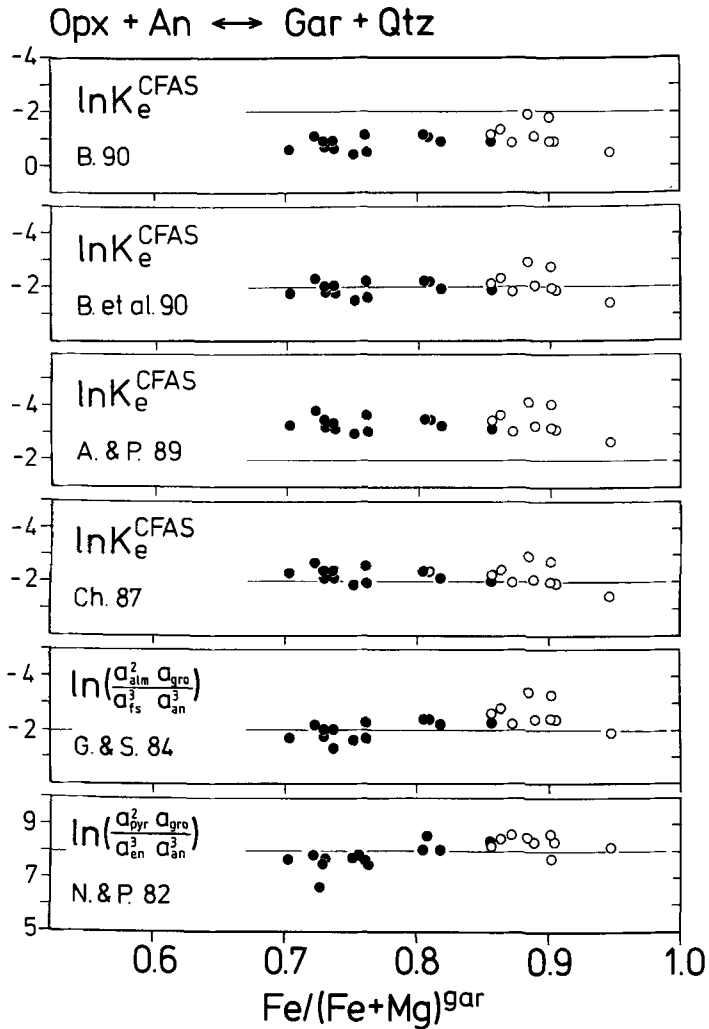 Opx + An ⟷ Gar + Qtz
-4
-2
0
lnK_e^CFAS
B. 90
-4
-2
lnK_e^CFAS
B. et al. 90
-4
-2
lnK_e^CFAS
A. & P. 89
-4
-2
lnK_e^CFAS
Ch. 87
-4
-2
ln(a²_alm a_gro / a³_fs a³_an)
G. & S. 84
9
7
5
ln(a²_pyr a_gro / a³_en a³_an)
N. & P. 82
0.6 0.7 0.8 0.9 1.0
Fe/(Fe+Mg)^gar